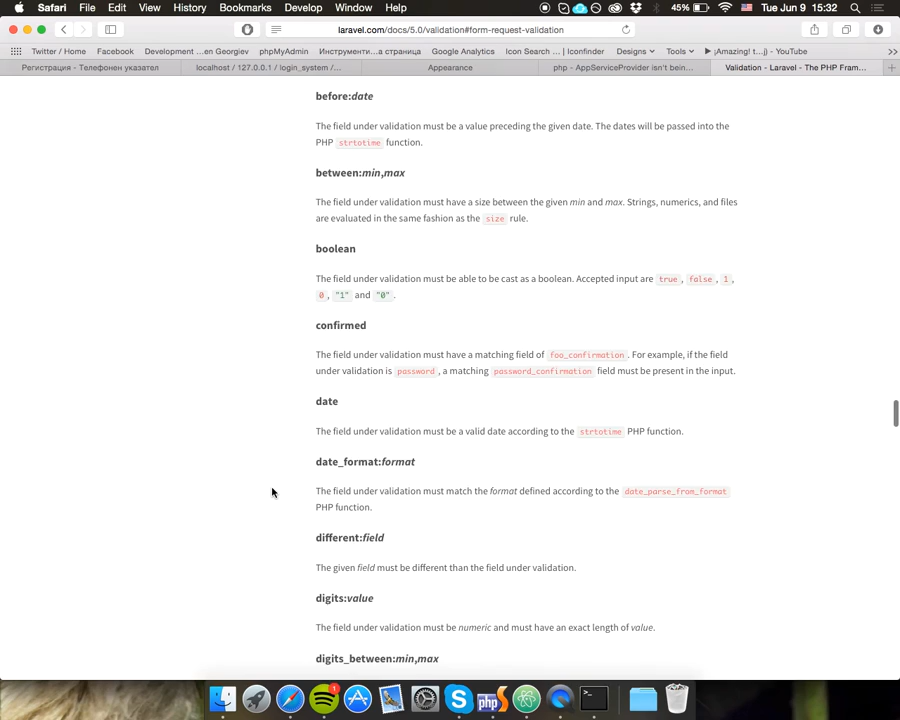 Safari File Edit View History Bookmarks Develop Window Help 45% Tue Jun 9 15:32
laravel.com/docs/5.0/validation#form-request-validation
Twitter / Home Facebook Development ...en Georgiev phpMyAdmin Инструменти...а страница Google Analytics Icon Search ... | Iconfinder Designs Tools ▶ ¡Amazing! t...j) - YouTube >>
Регистрация - Телефонен указател localhost / 127.0.0.1 / login_system /... Appearance php - AppServiceProvider isn't bein... Validation - Laravel - The PHP Fram... +
before:date
The field under validation must be a value preceding the given date. The dates will be passed into the
PHP strtotime function.
between:min,max
The field under validation must have a size between the given min and max. Strings, numerics, and files
are evaluated in the same fashion as the size rule.
boolean
The field under validation must be able to be cast as a boolean. Accepted input are true, false, 1,
0, "1" and "0".
confirmed
The field under validation must have a matching field of foo_confirmation. For example, if the field
under validation is password, a matching password_confirmation field must be present in the input.
date
The field under validation must be a valid date according to the strtotime PHP function.
date_format:format
The field under validation must match the format defined according to the date_parse_from_format
PHP function.
different:field
The given field must be different than the field under validation.
digits:value
The field under validation must be numeric and must have an exact length of value.
digits_between:min,max
php